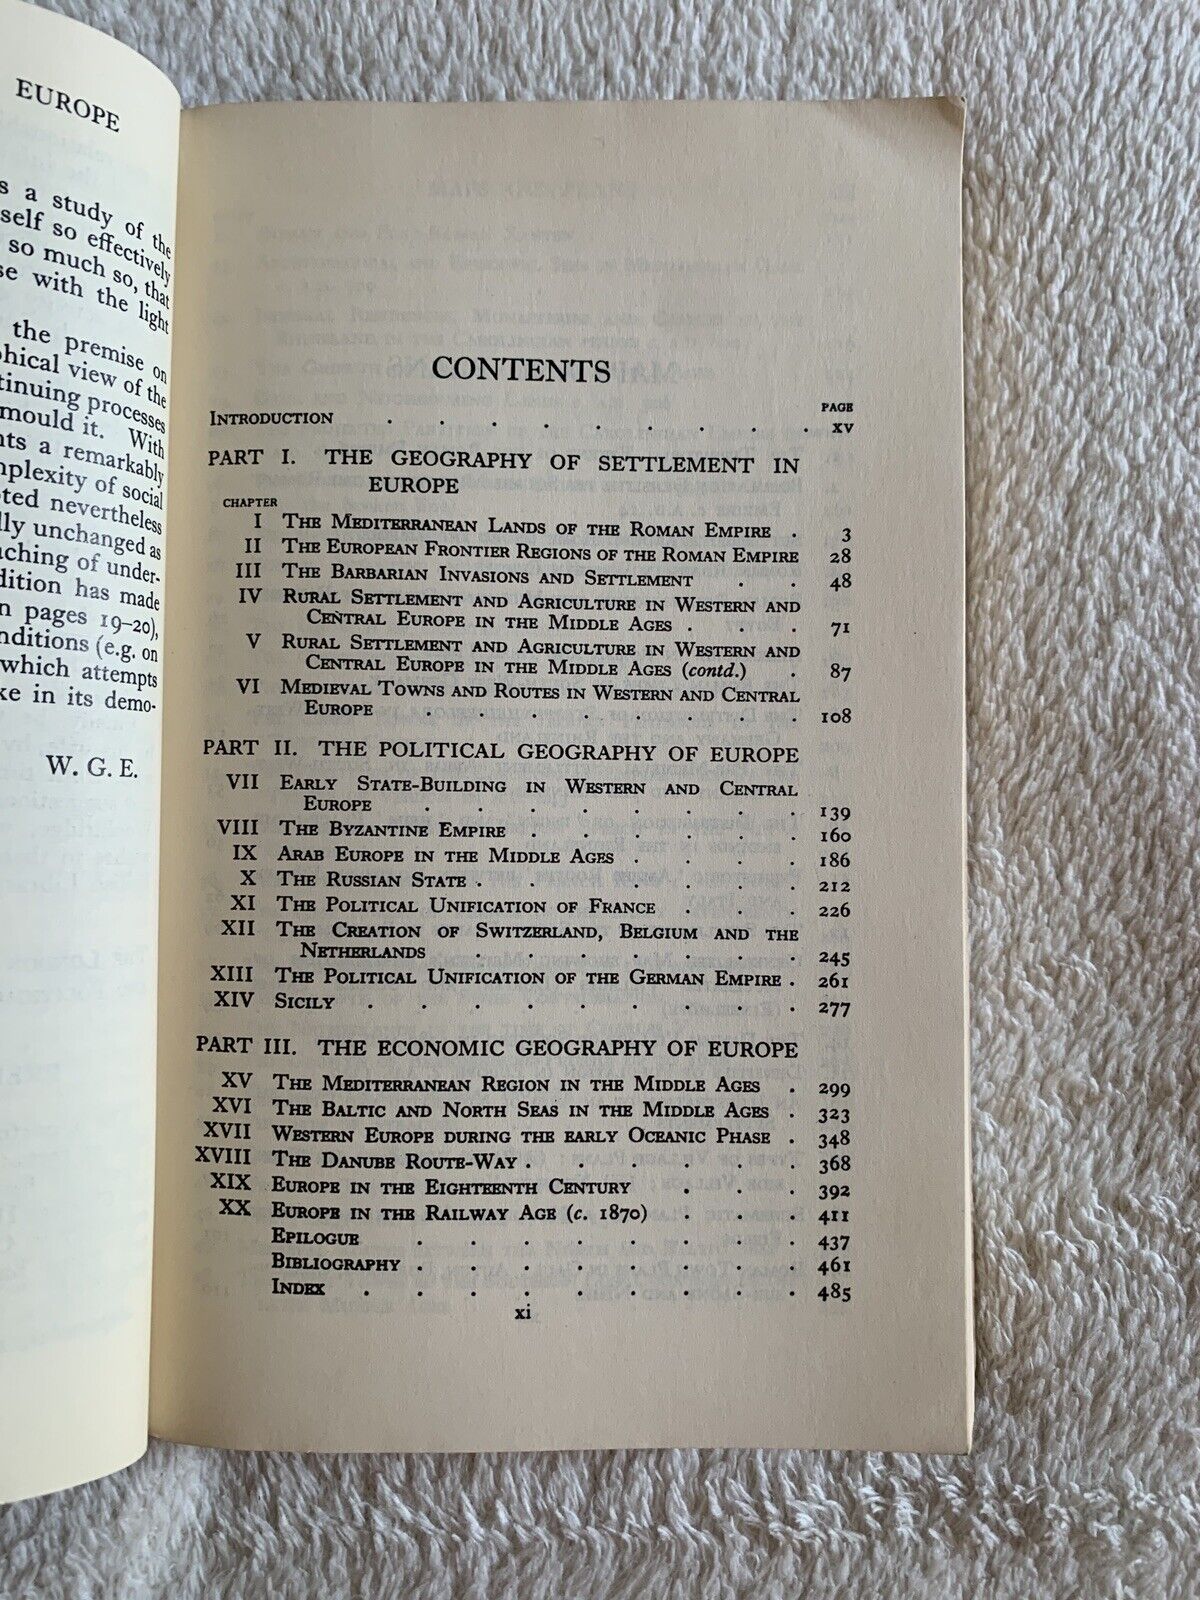 EUROPE
s a study of the
self so effectively
so much so, that
se with the light
the premise on
phical view of the
tinuing processes
mould it. With
nts a remarkably
mplexity of social
pted nevertheless
lly unchanged as
aching of under-
dition has made
n pages 19–20),
nditions (e.g. on
which attempts
ke in its demo-
W. G. E.
CONTENTS
PAGE
INTRODUCTION . . . . . . . . . xv
PART I. THE GEOGRAPHY OF SETTLEMENT IN
EUROPE
CHAPTER
I THE MEDITERRANEAN LANDS OF THE ROMAN EMPIRE . 3
II THE EUROPEAN FRONTIER REGIONS OF THE ROMAN EMPIRE 28
III THE BARBARIAN INVASIONS AND SETTLEMENT . . 48
IV RURAL SETTLEMENT AND AGRICULTURE IN WESTERN AND
CENTRAL EUROPE IN THE MIDDLE AGES . . . 71
V RURAL SETTLEMENT AND AGRICULTURE IN WESTERN AND
CENTRAL EUROPE IN THE MIDDLE AGES (contd.) . 87
VI MEDIEVAL TOWNS AND ROUTES IN WESTERN AND CENTRAL
EUROPE . . . . . . . . 108
PART II. THE POLITICAL GEOGRAPHY OF EUROPE
VII EARLY STATE-BUILDING IN WESTERN AND CENTRAL
EUROPE . . . . . . . . 139
VIII THE BYZANTINE EMPIRE . . . . . . 160
IX ARAB EUROPE IN THE MIDDLE AGES . . . . 186
X THE RUSSIAN STATE . . . . . . . 212
XI THE POLITICAL UNIFICATION OF FRANCE . . . 226
XII THE CREATION OF SWITZERLAND, BELGIUM AND THE
NETHERLANDS . . . . . . . 245
XIII THE POLITICAL UNIFICATION OF THE GERMAN EMPIRE . 261
XIV SICILY . . . . . . . . . 277
PART III. THE ECONOMIC GEOGRAPHY OF EUROPE
XV THE MEDITERRANEAN REGION IN THE MIDDLE AGES . 299
XVI THE BALTIC AND NORTH SEAS IN THE MIDDLE AGES . 323
XVII WESTERN EUROPE DURING THE EARLY OCEANIC PHASE . 348
XVIII THE DANUBE ROUTE-WAY . . . . . . 368
XIX EUROPE IN THE EIGHTEENTH CENTURY . . . 392
XX EUROPE IN THE RAILWAY AGE (c. 1870) . . . 411
EPILOGUE . . . . . . . . 437
BIBLIOGRAPHY . . . . . . . . 461
INDEX . . . . . . . . . 485
xi